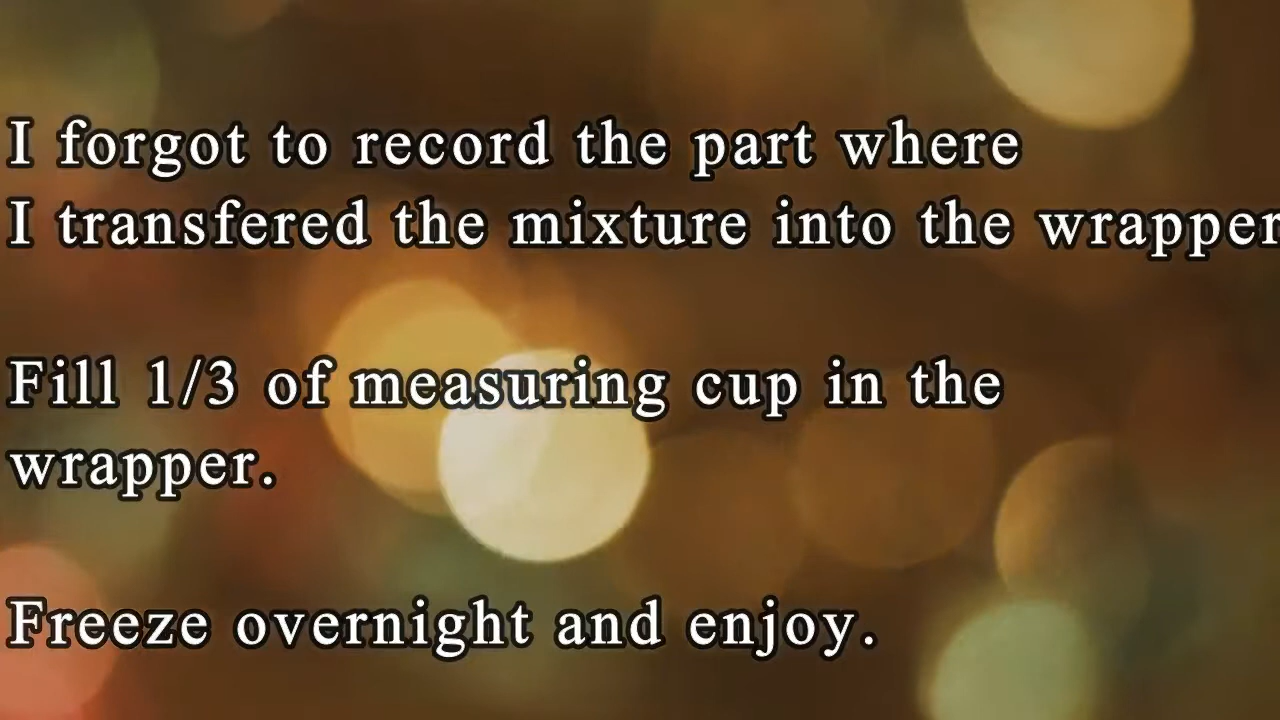 I forgot to record the part where
I transfered the mixture into the wrapper
Fill 1/3 of measuring cup in the
wrapper.
Freeze overnight and enjoy.